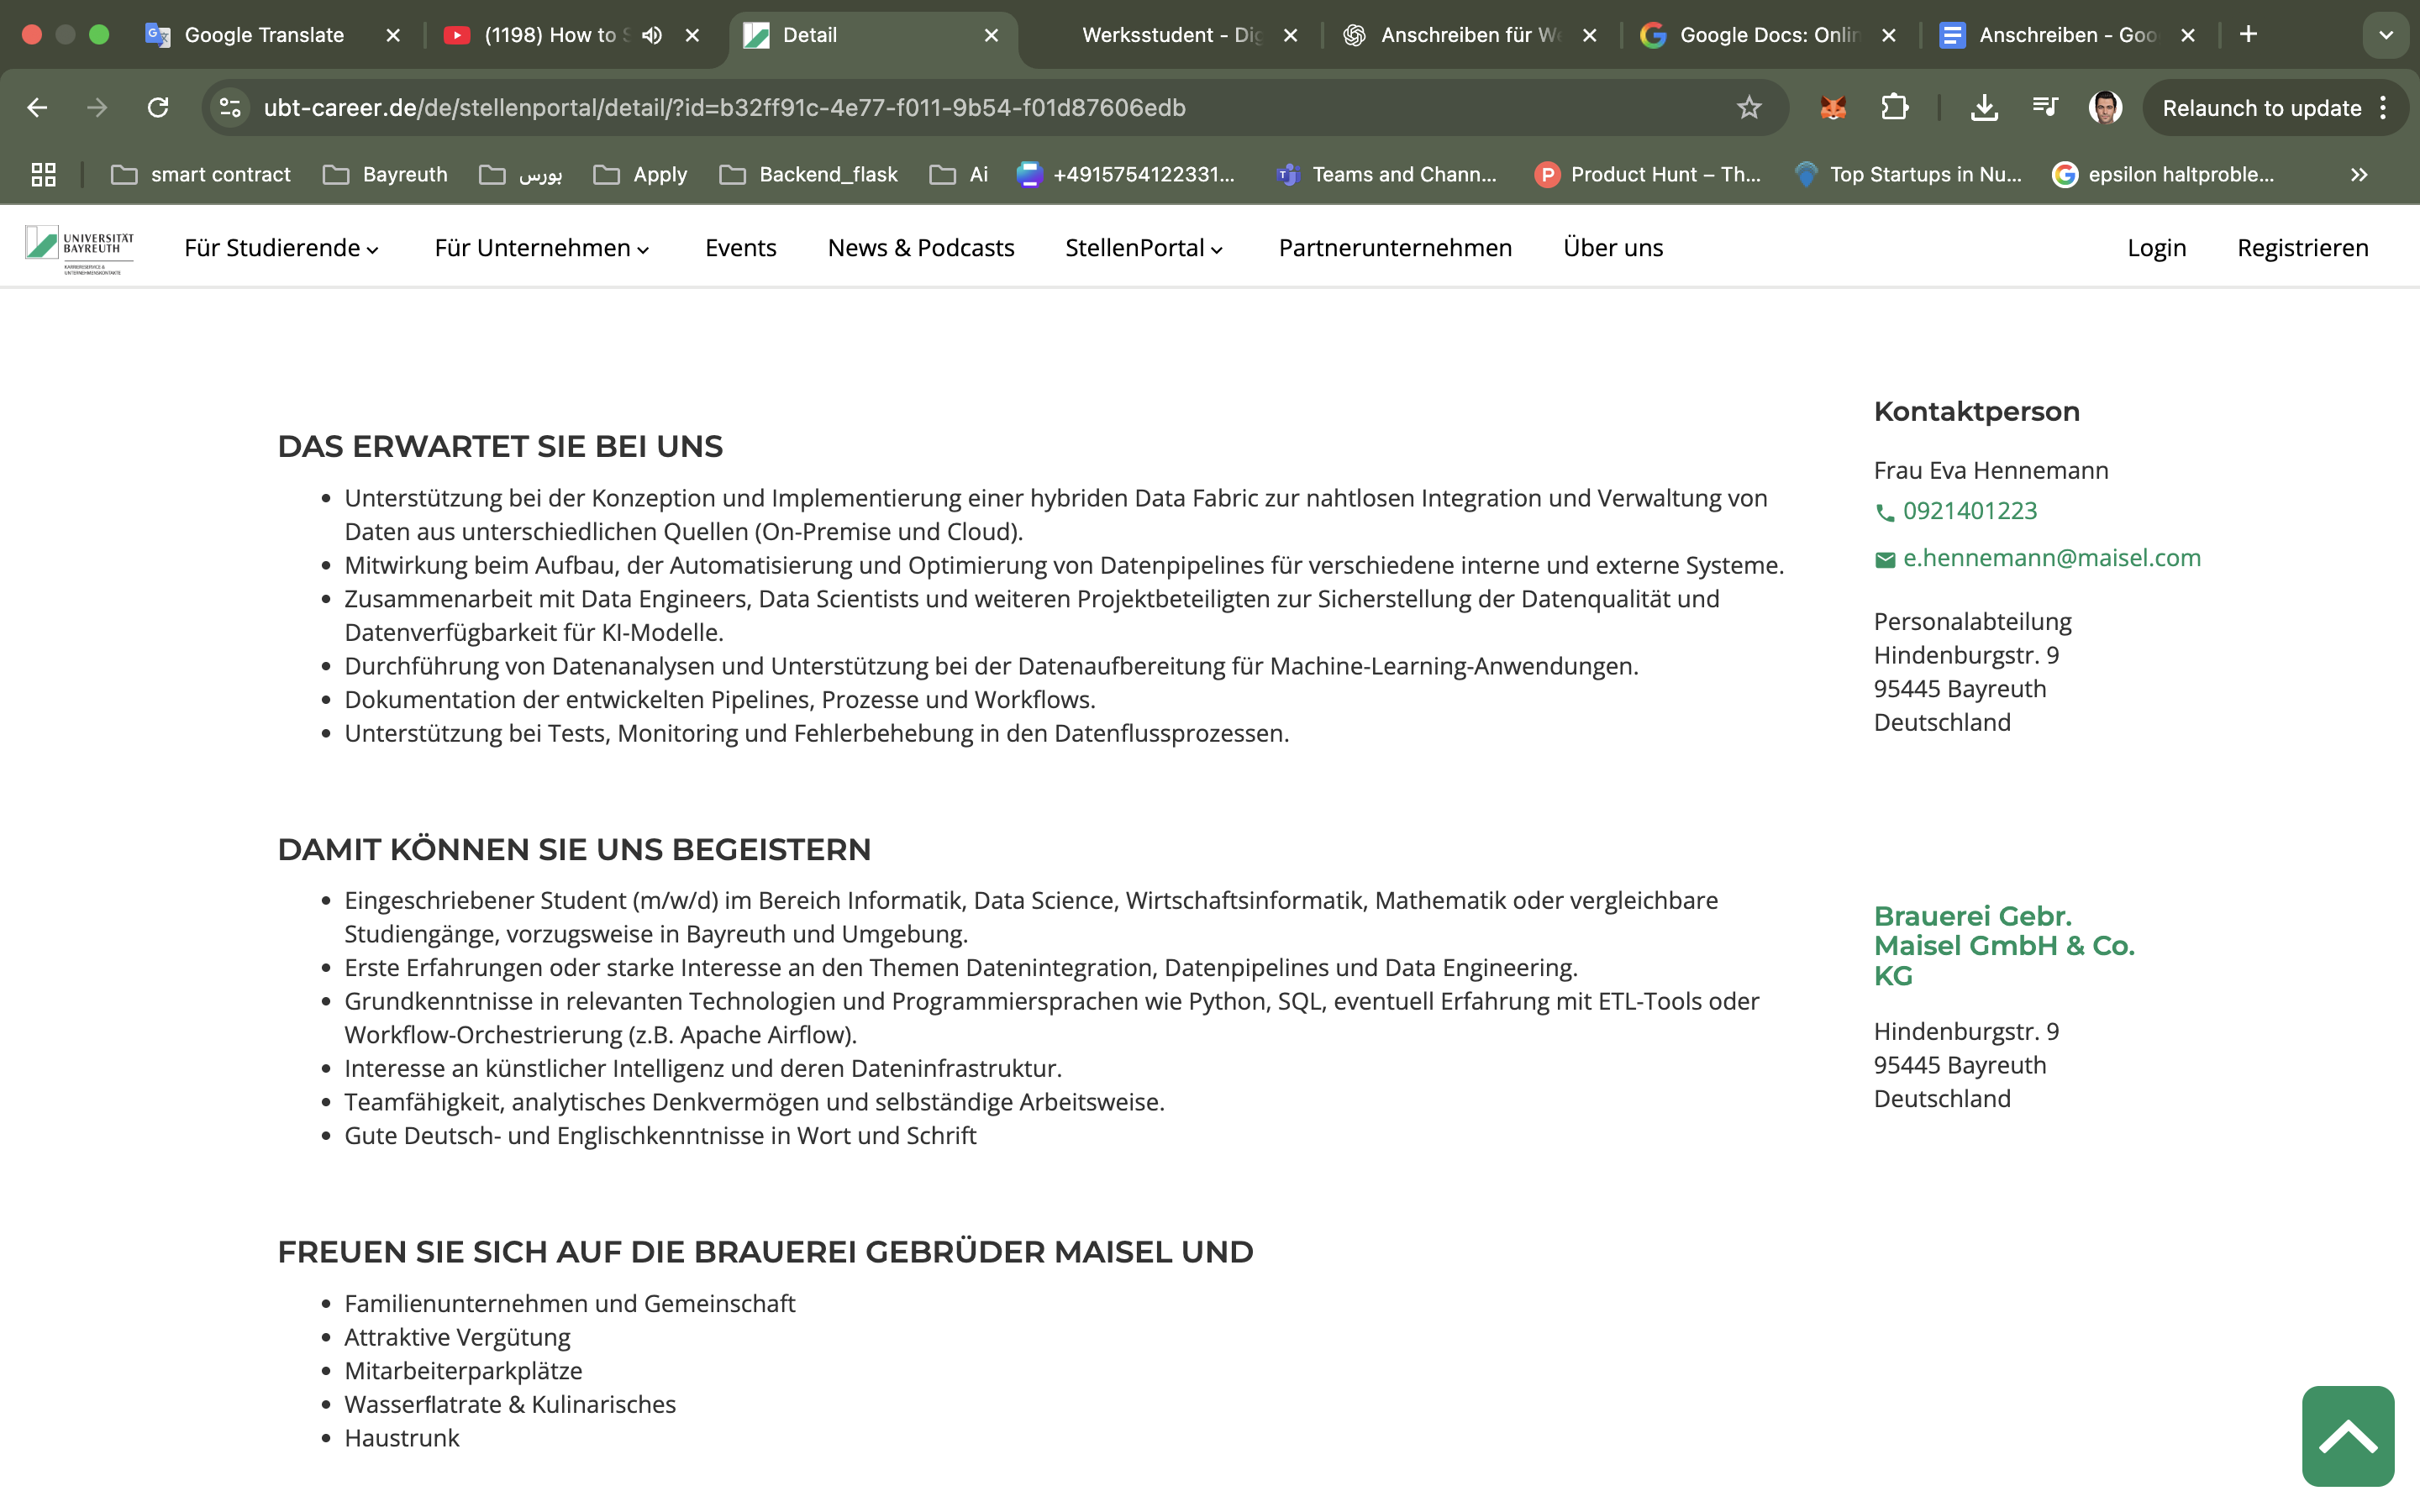 Google Translate
(1198) How to S
Detail
Werksstudent - Dig
Anschreiben für We
Google Docs: Onlin
Anschreiben - Goo
ubt-career.de/de/stellenportal/detail/?id=b32ff91c-4e77-f011-9b54-f01d87606edb
Relaunch to update
smart contract
Bayreuth
بورس
Apply
Backend_flask
Ai
+4915754122331...
Teams and Chann...
Product Hunt – Th...
Top Startups in Nu...
epsilon haltproble...
UNIVERSITÄT
BAYREUTH
KARRIERESERVICE &
UNTERNEHMENSKONTAKTE
Für Studierende
Für Unternehmen
Events
News & Podcasts
StellenPortal
Partnerunternehmen
Über uns
Login
Registrieren
DAS ERWARTET SIE BEI UNS
• Unterstützung bei der Konzeption und Implementierung einer hybriden Data Fabric zur nahtlosen Integration und Verwaltung von
Daten aus unterschiedlichen Quellen (On-Premise und Cloud).
• Mitwirkung beim Aufbau, der Automatisierung und Optimierung von Datenpipelines für verschiedene interne und externe Systeme.
• Zusammenarbeit mit Data Engineers, Data Scientists und weiteren Projektbeteiligten zur Sicherstellung der Datenqualität und
Datenverfügbarkeit für KI-Modelle.
• Durchführung von Datenanalysen und Unterstützung bei der Datenaufbereitung für Machine-Learning-Anwendungen.
• Dokumentation der entwickelten Pipelines, Prozesse und Workflows.
• Unterstützung bei Tests, Monitoring und Fehlerbehebung in den Datenflussprozessen.
DAMIT KÖNNEN SIE UNS BEGEISTERN
• Eingeschriebener Student (m/w/d) im Bereich Informatik, Data Science, Wirtschaftsinformatik, Mathematik oder vergleichbare
Studiengänge, vorzugsweise in Bayreuth und Umgebung.
• Erste Erfahrungen oder starke Interesse an den Themen Datenintegration, Datenpipelines und Data Engineering.
• Grundkenntnisse in relevanten Technologien und Programmiersprachen wie Python, SQL, eventuell Erfahrung mit ETL-Tools oder
Workflow-Orchestrierung (z.B. Apache Airflow).
• Interesse an künstlicher Intelligenz und deren Dateninfrastruktur.
• Teamfähigkeit, analytisches Denkvermögen und selbständige Arbeitsweise.
• Gute Deutsch- und Englischkenntnisse in Wort und Schrift
FREUEN SIE SICH AUF DIE BRAUEREI GEBRÜDER MAISEL UND
• Familienunternehmen und Gemeinschaft
• Attraktive Vergütung
• Mitarbeiterparkplätze
• Wasserflatrate & Kulinarisches
• Haustrunk
Kontaktperson
Frau Eva Hennemann
0921401223
e.hennemann@maisel.com
Personalabteilung
Hindenburgstr. 9
95445 Bayreuth
Deutschland
Brauerei Gebr.
Maisel GmbH & Co.
KG
Hindenburgstr. 9
95445 Bayreuth
Deutschland